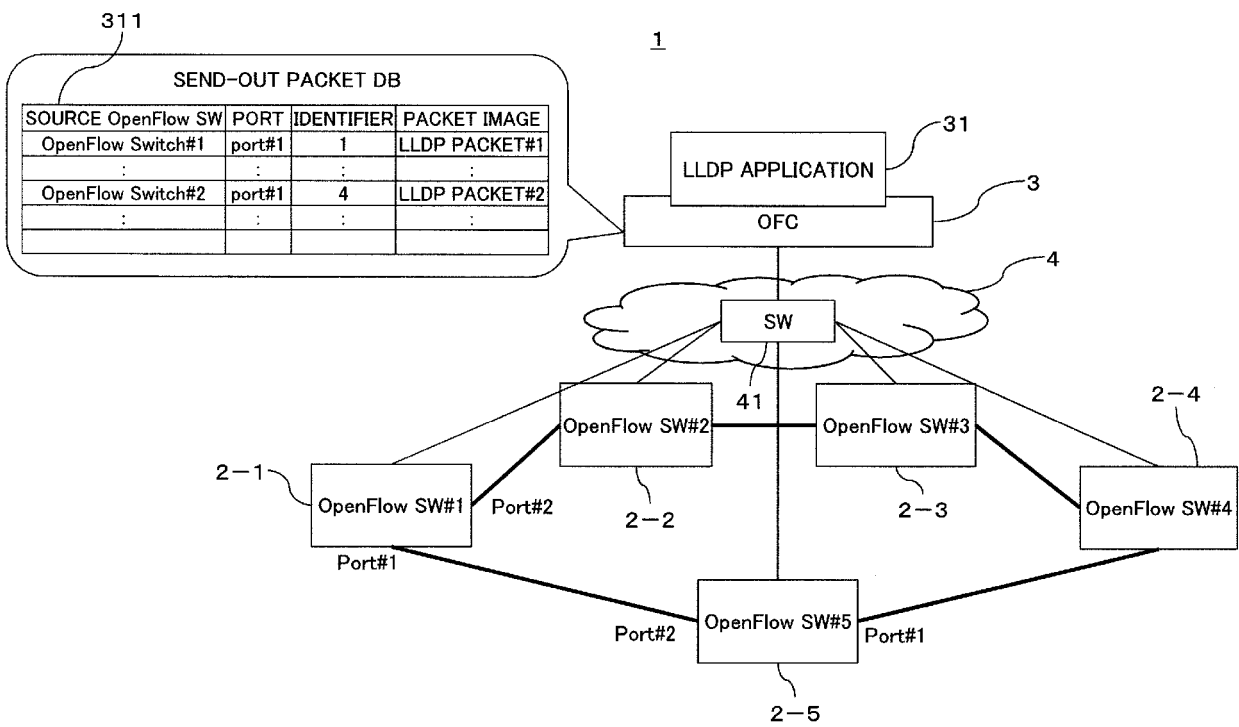 311
1
SEND-OUT PACKET DB
SOURCE OpenFlow SW PORT IDENTIFIER PACKET IMAGE
OpenFlow Switch#1 port#1 1 LLDP PACKET#1
: : : :
OpenFlow Switch#2 port#1 4 LLDP PACKET#2
: : : :
31
LLDP APPLICATION
3
OFC
4
SW
41
2-4
OpenFlow SW#2
OpenFlow SW#3
2-1
OpenFlow SW#1
Port#2
2-2
2-3
OpenFlow SW#4
Port#1
OpenFlow SW#5
Port#2
Port#1
2-5